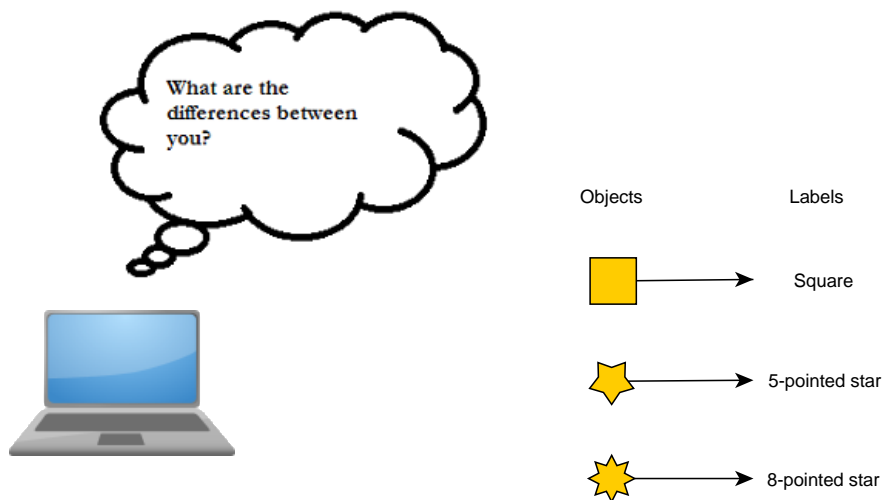 What are the
differences between
you?
Objects Labels
Square
5-pointed star
8-pointed star